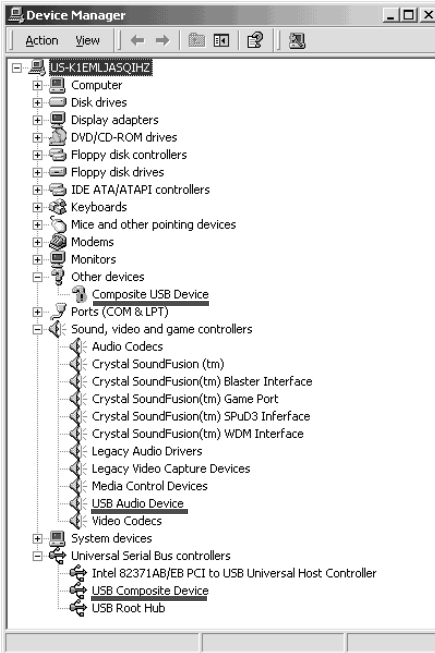 Device Manager
Action View
US-K1EMLJASQIHZ
Computer
Disk drives
Display adapters
DVD/CD-ROM drives
Floppy disk controllers
Floppy disk drives
IDE ATA/ATAPI controllers
Keyboards
Mice and other pointing devices
Modems
Monitors
Other devices
Composite USB Device
Ports (COM & LPT)
Sound, video and game controllers
Audio Codecs
Crystal SoundFusion (tm)
Crystal SoundFusion(tm) Blaster Interface
Crystal SoundFusion(tm) Game Port
Crystal SoundFusion(tm) SPuD3 Inferface
Crystal SoundFusion(tm) WDM Interface
Legacy Audio Drivers
Legacy Video Capture Devices
Media Control Devices
USB Audio Device
Video Codecs
System devices
Universal Serial Bus controllers
Intel 82371AB/EB PCI to USB Universal Host Controller
USB Composite Device
USB Root Hub